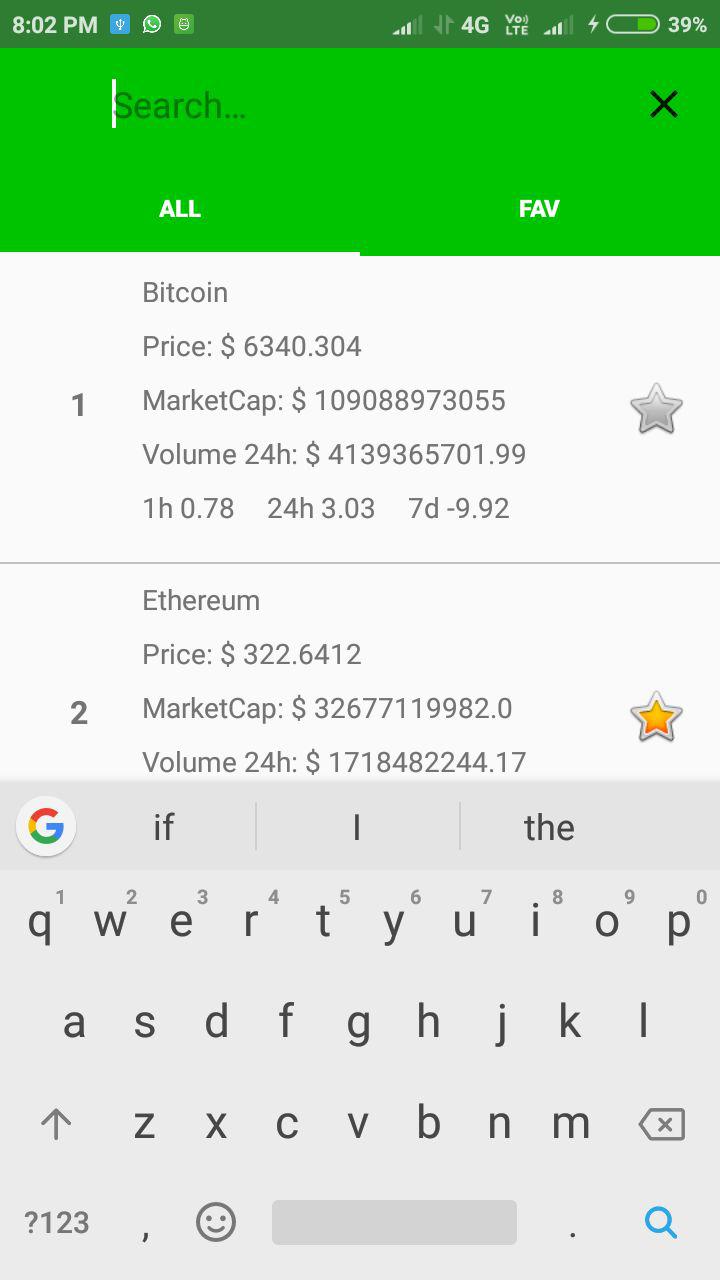 8:02 PM 4G Vo) LTE 39%
Search...
ALL FAV
Bitcoin
Price: $ 6340.304
1 MarketCap: $ 109088973055
Volume 24h: $ 4139365701.99
1h 0.78 24h 3.03 7d -9.92
Ethereum
Price: $ 322.6412
2 MarketCap: $ 32677119982.0
Volume 24h: $ 1718482244.17
G if I the
1 2 3 4 5 6 7 8 9 0
q w e r t y u i o p
a s d f g h j k l
z x c v b n m
?123 , .